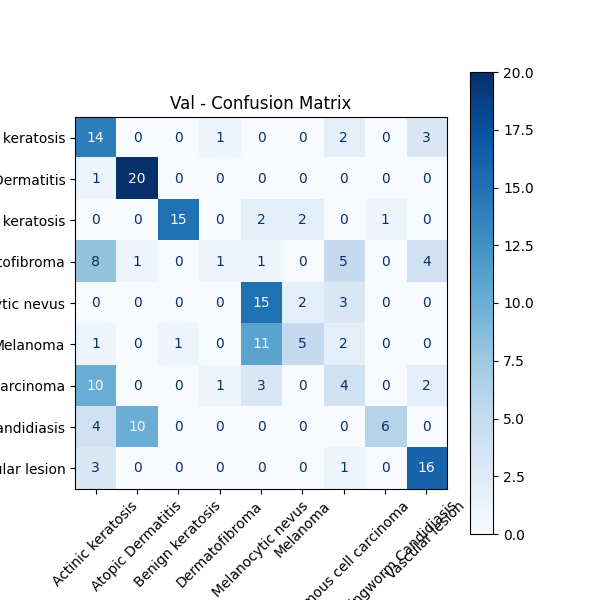 Val - Confusion Matrix
keratosis 14 0 0 1 0 0 2 0 3
Dermatitis 1 20 0 0 0 0 0 0 0
keratosis 0 0 15 0 2 2 0 1 0
tofibroma 8 1 0 1 1 0 5 0 4
ytic nevus 0 0 0 0 15 2 3 0 0
Melanoma 1 0 1 0 11 5 2 0 0
arcinoma 10 0 0 1 3 0 4 0 2
andidiasis 4 10 0 0 0 0 0 6 0
ular lesion 3 0 0 0 0 0 1 0 16
Actinic keratosis
Atopic Dermatitis
Benign keratosis
Dermatofibroma
Melanocytic nevus
Melanoma
mous cell carcinoma
ngworm Candidiasis
Vascular lesion
20.0
17.5
15.0
12.5
10.0
7.5
5.0
2.5
0.0